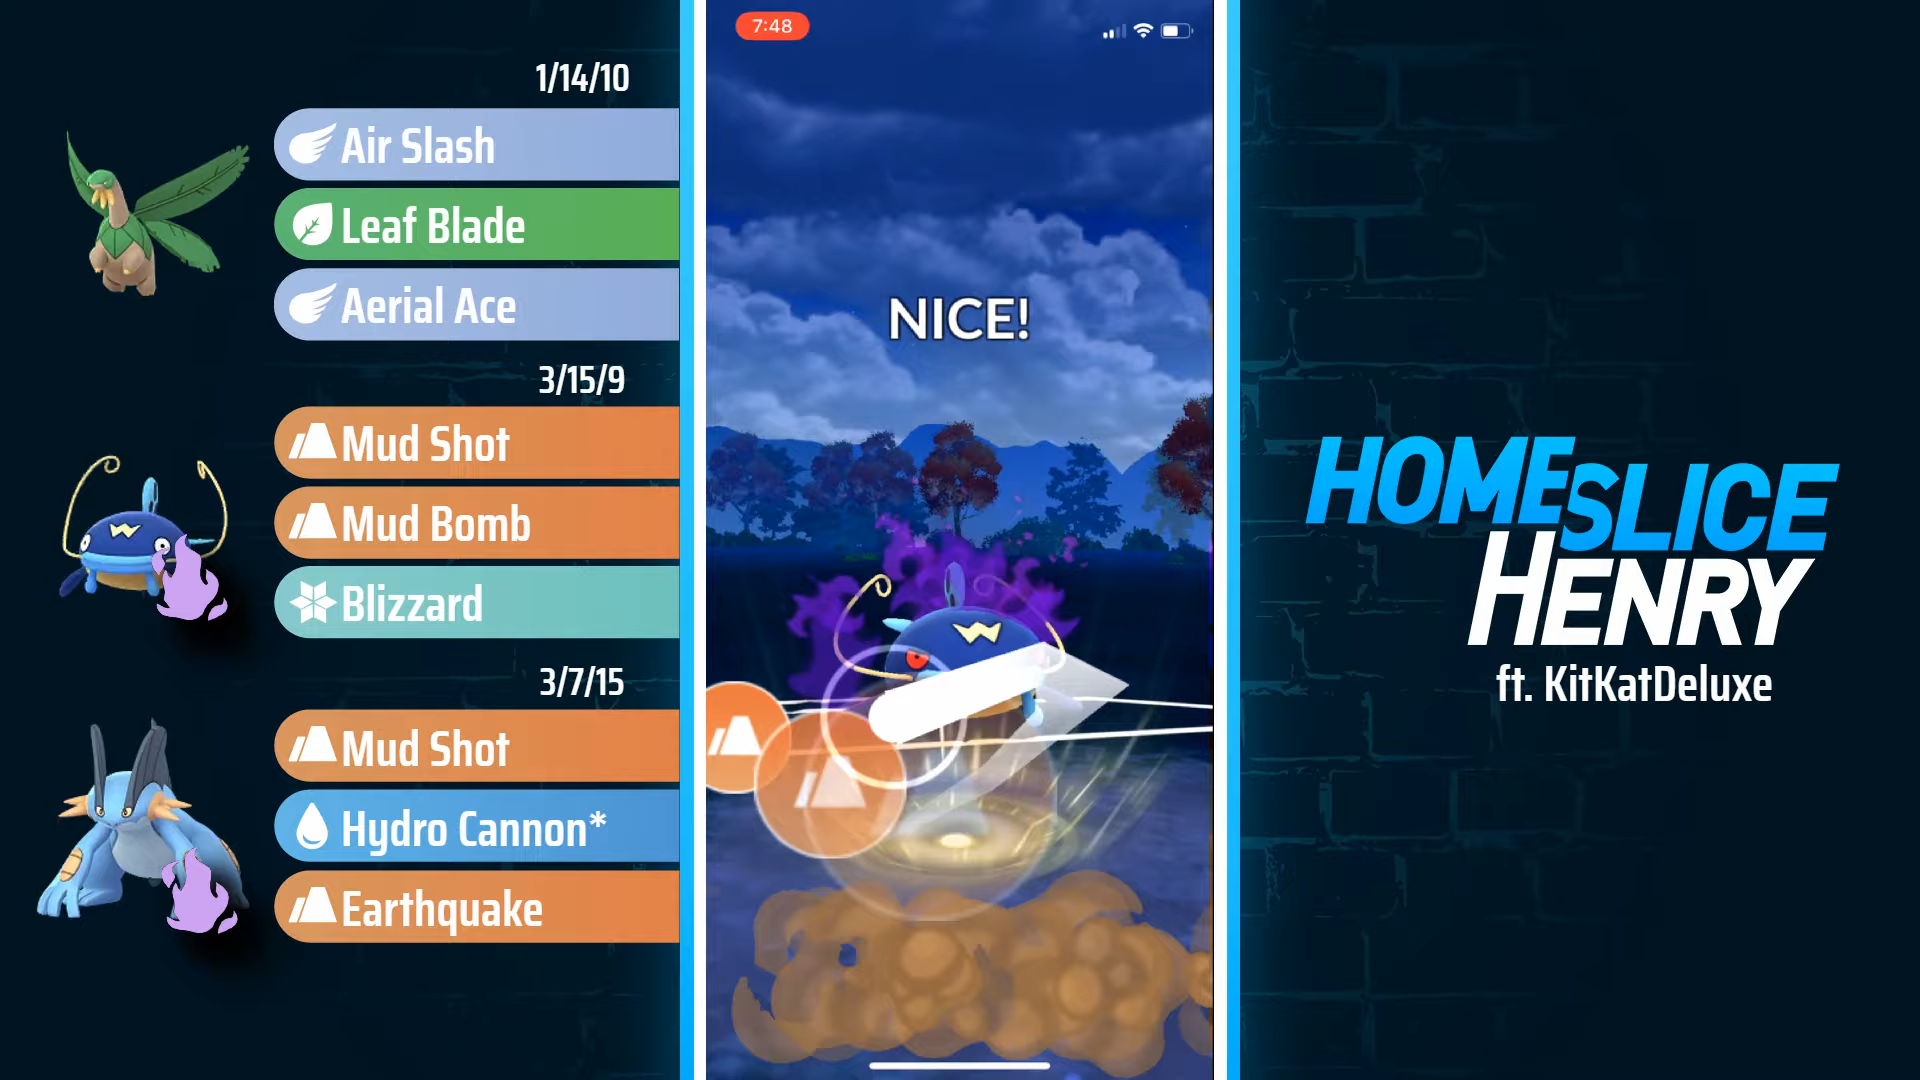 1/14/10
Air Slash
Leaf Blade
Aerial Ace
3/15/9
Mud Shot
Mud Bomb
Blizzard
3/7/15
Mud Shot
Hydro Cannon*
Earthquake
7:48
NICE!
HOMESLICE
HENRY
ft. KitKatDeluxe